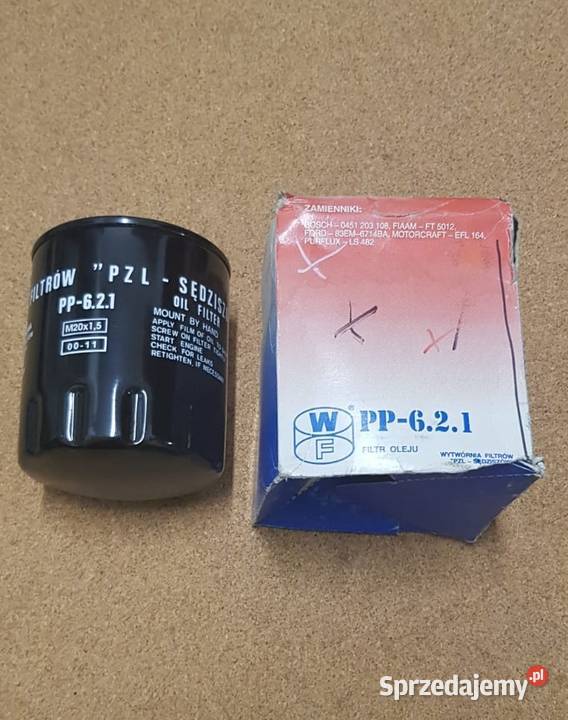 FILTRÓW "PZL - SĘDZISZ
PP-6.2.1
OIL FILTER
M20x1,5
00-11
MOUNT BY HAND
APPLY FILM OF OIL TO
SCREW ON FILTER
START ENGINE
CHECK FOR LEAKS
RETIGHTEN, IF NECESSARY
ZAMIENNIKI:
BOSCH - 0451 203 108, FIAAM - FT 5012,
FORD - 83EM-6714BA, MOTORCRAFT - EFL 164,
PURFLUX - LS 482
WF®
PP-6.2.1
FILTR OLEJU
WYTWÓRNIA FILTRÓW
"PZL - SĘDZISZÓW
Sprzedajemy.pl